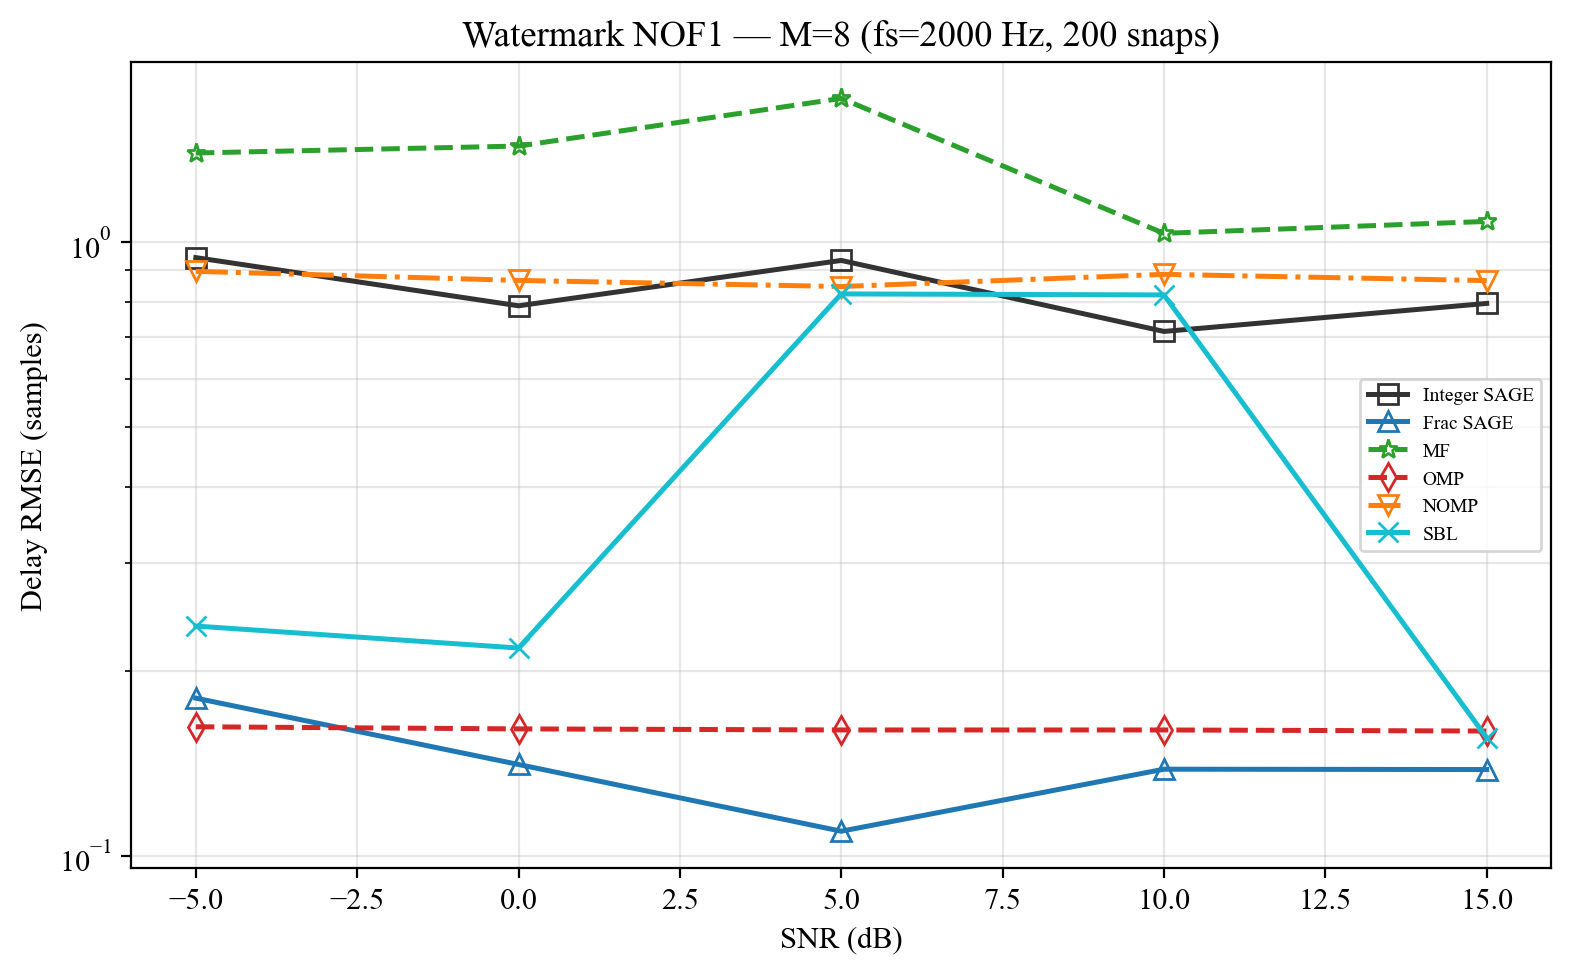 Watermark NOF1 — M=8 (fs=2000 Hz, 200 snaps)
Delay RMSE (samples)
10⁰
10⁻¹
Integer SAGE
Frac SAGE
MF
OMP
NOMP
SBL
−5.0 −2.5 0.0 2.5 5.0 7.5 10.0 12.5 15.0
SNR (dB)